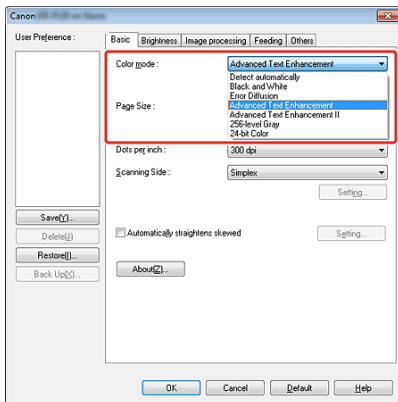 Canon on None
User Preference :
Basic Brightness Image processing Feeding Others
Color mode : Advanced Text Enhancement
Detect automatically
Black and White
Error Diffusion
Advanced Text Enhancement
Advanced Text Enhancement II
256-level Gray
24-bit Color
Page Size :
Dots per inch : 300 dpi
Scanning Side : Simplex
Setting...
Save(Y)...
Delete(J)
Restore(I)...
Back Up(X)...
Automatically straightens skewed
Setting...
About(Z)...
OK Cancel Default Help